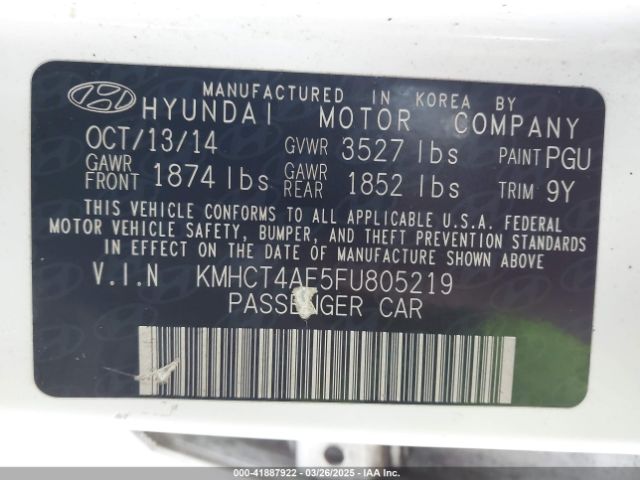 MANUFACTURED IN KOREA BY
HYUNDAI MOTOR COMPANY
OCT/13/14 GVWR 3527 lbs PAINT PGU
GAWR FRONT 1874 lbs GAWR REAR 1852 lbs TRIM 9Y
THIS VEHICLE CONFORMS TO ALL APPLICABLE U.S.A. FEDERAL
MOTOR VEHICLE SAFETY, BUMPER, AND THEFT PREVENTION STANDARDS
IN EFFECT ON THE DATE OF MANUFACTURE SHOWN ABOVE.
V.I.N KMHCT4AE5FU805219
PASSENGER CAR
000-41887922 / 03/26/2025 - IAA, Inc.